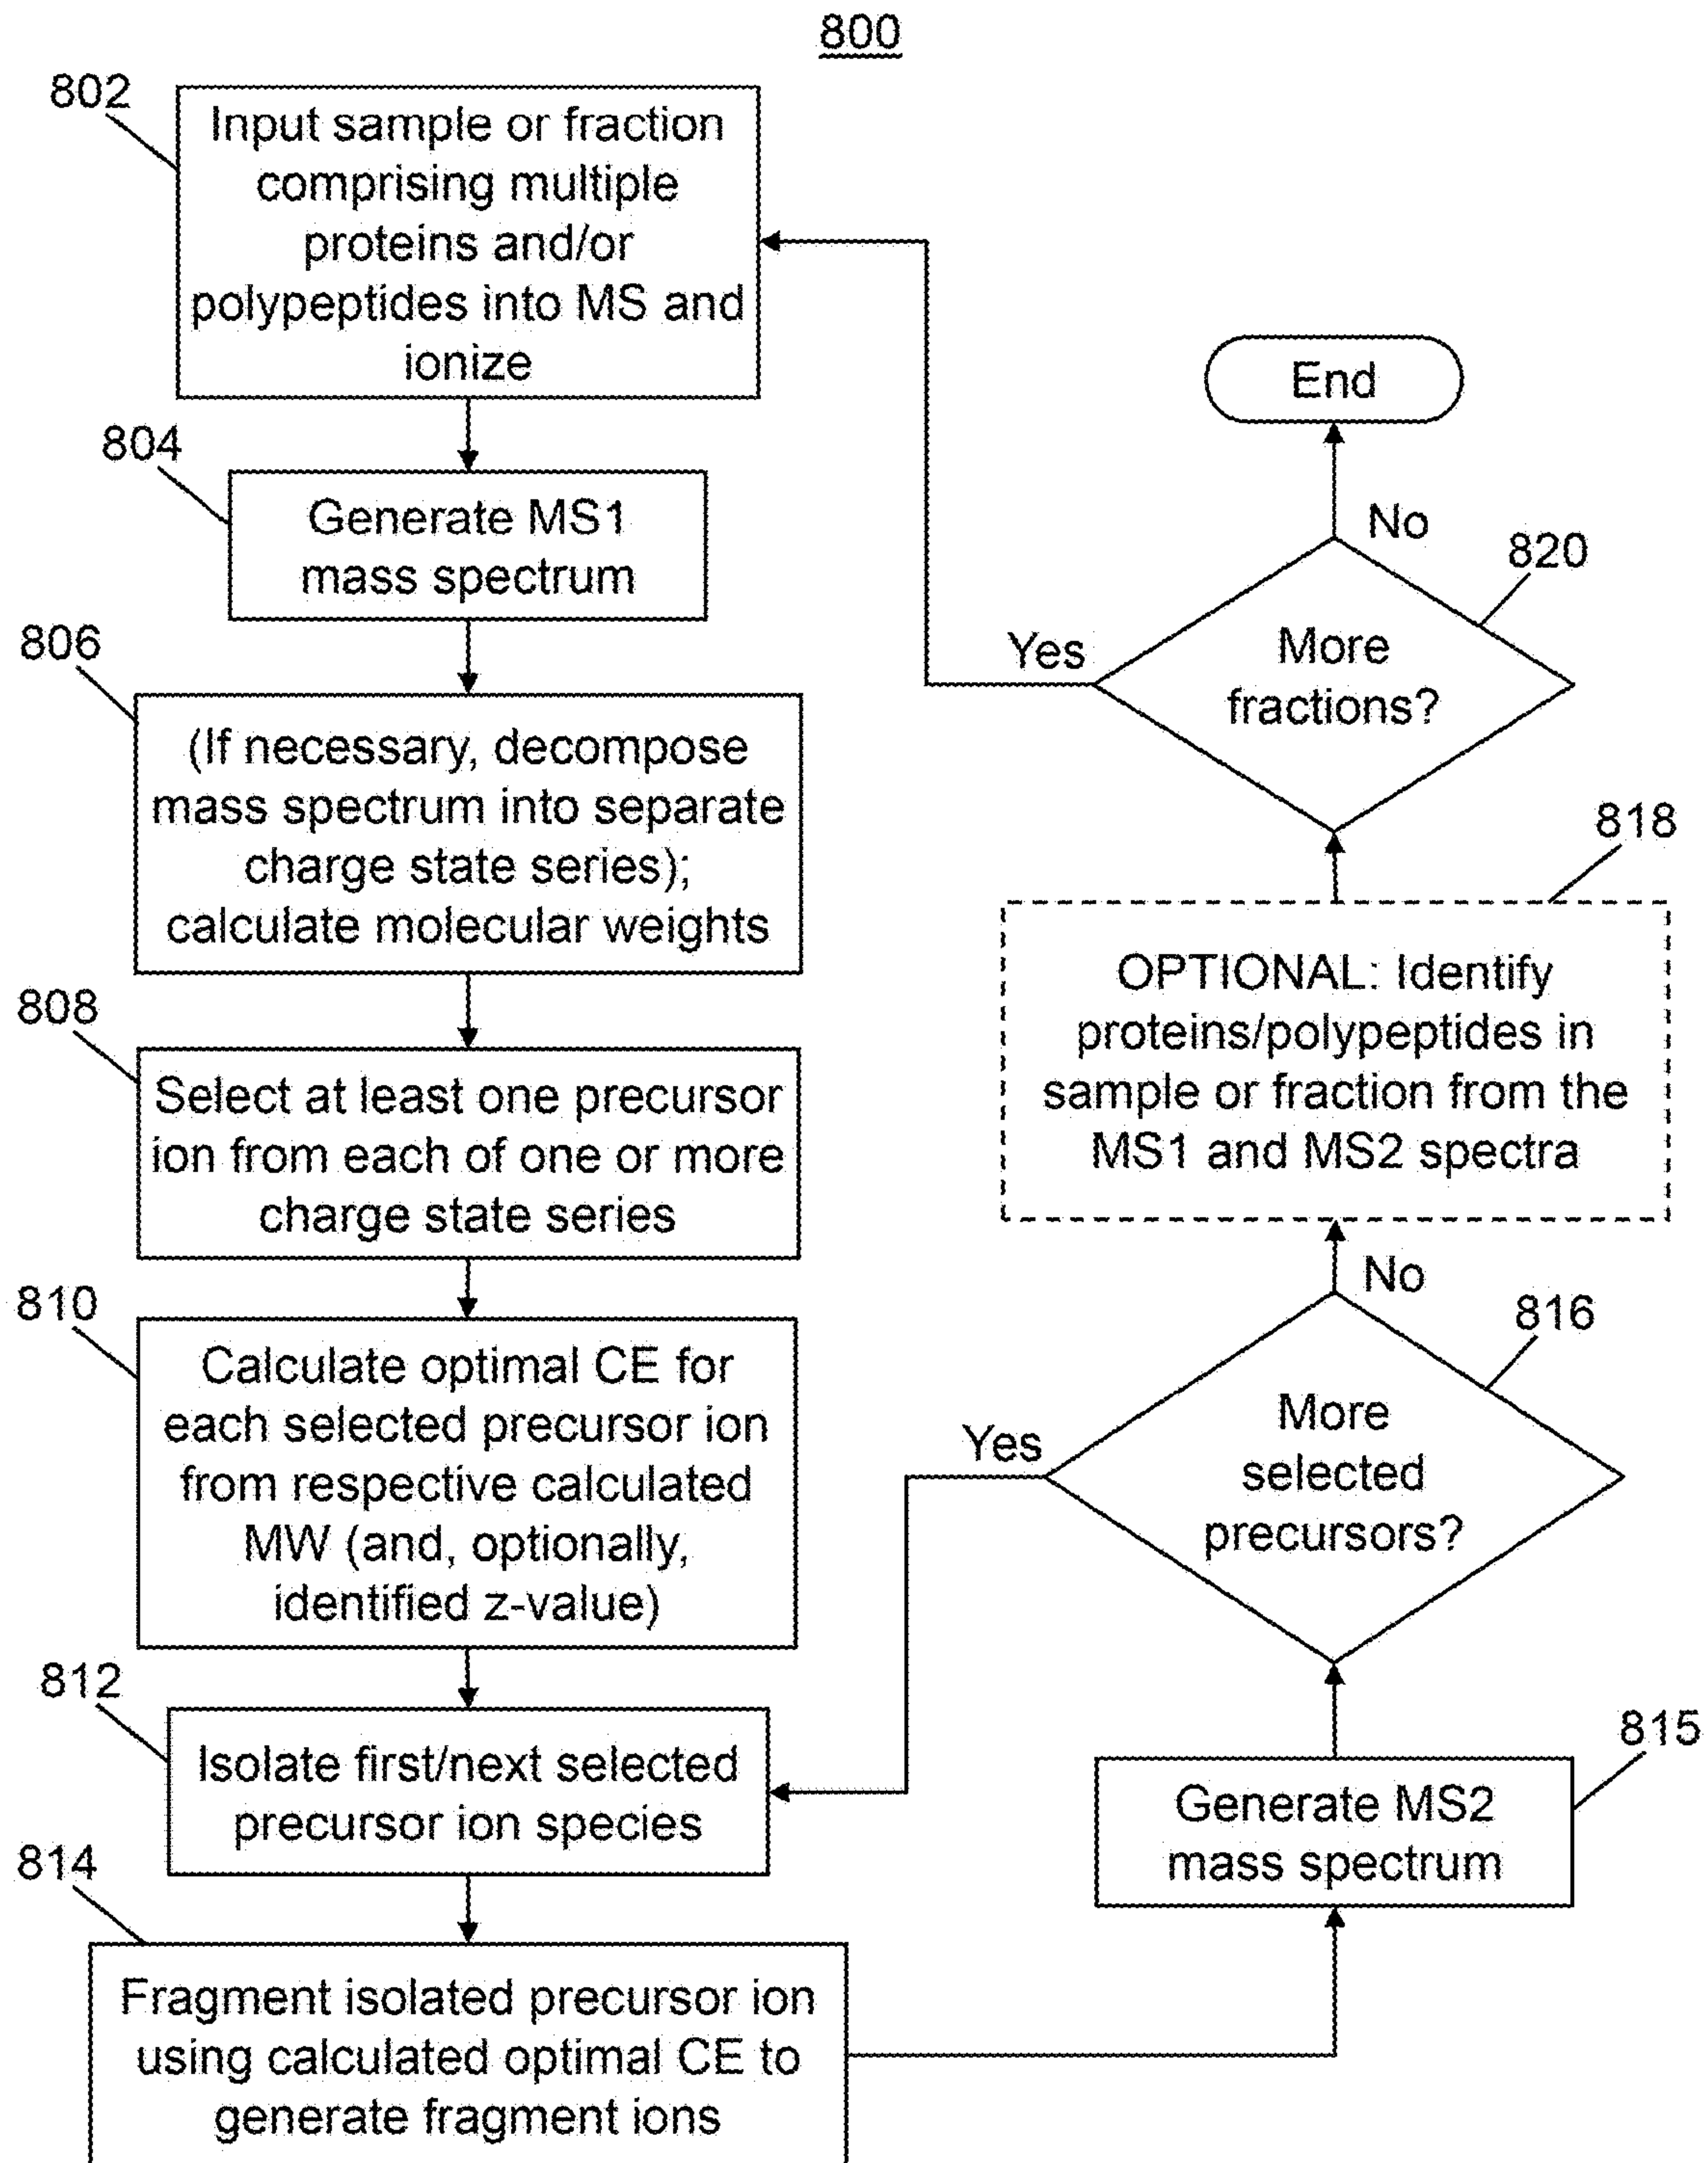 800
802
Input sample or fraction
comprising multiple
proteins and/or
polypeptides into MS and
ionize
804
Generate MS1
mass spectrum
806
(If necessary, decompose
mass spectrum into separate
charge state series);
calculate molecular weights
808
Select at least one precursor
ion from each of one or more
charge state series
810
Calculate optimal CE for
each selected precursor ion
from respective calculated
MW (and, optionally,
identified z-value)
812
Isolate first/next selected
precursor ion species
814
Fragment isolated precursor ion
using calculated optimal CE to
generate fragment ions
815
Generate MS2
mass spectrum
816
More
selected
precursors?
Yes
No
818
OPTIONAL: Identify
proteins/polypeptides in
sample or fraction from the
MS1 and MS2 spectra
820
More
fractions?
Yes
No
End